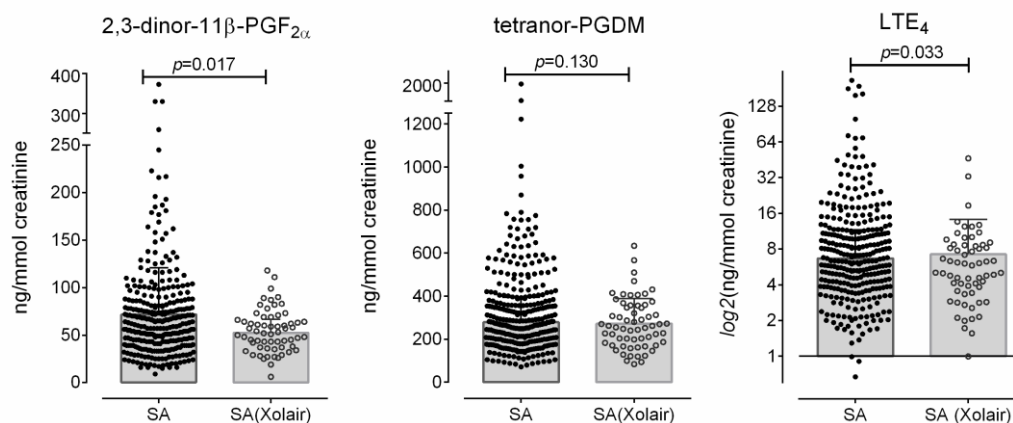 2,3-dinor-11β-PGF2α
p=0.017
ng/mmol creatinine
400
300
250
200
150
100
50
0
SA
SA(Xolair)
tetranor-PGDM
p=0.130
ng/mmol creatinine
2000
1200
1000
800
600
400
200
0
SA
SA(Xolair)
LTE4
p=0.033
log2(ng/mmol creatinine)
128
64
32
16
8
4
2
1
SA
SA (Xolair)